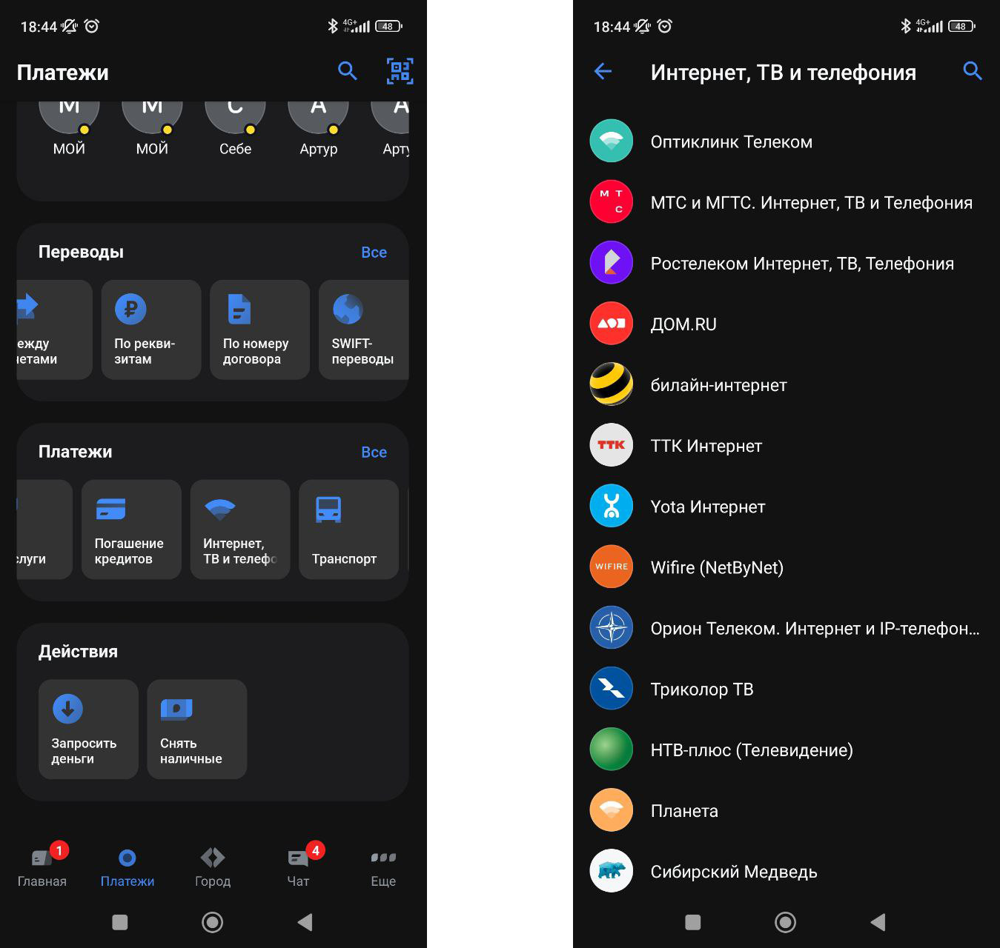 18:44
4G+
48
Платежи
М
М
С
А
А
МОЙ
МОЙ
Себе
Артур
Арту
Переводы
Все
ежду
четами
По рекви-
зитам
По номеру
договора
SWIFT-
переводы
Платежи
Все
слуги
Погашение
кредитов
Интернет,
ТВ и телефо
Транспорт
Действия
Запросить
деньги
Снять
наличные
1
4
Главная
Платежи
Город
Чат
Еще
18:44
4G+
48
Интернет, ТВ и телефония
Оптиклинк Телеком
М Т
С
МТС и МГТС. Интернет, ТВ и Телефония
Ростелеком Интернет, ТВ, Телефония
ДОМ.RU
билайн-интернет
ТТК
ТТК Интернет
Yota Интернет
WIFIRE
Wifire (NetByNet)
Орион Телеком. Интернет и IP-телефон...
Триколор ТВ
НТВ-плюс (Телевидение)
Планета
Сибирский Медведь